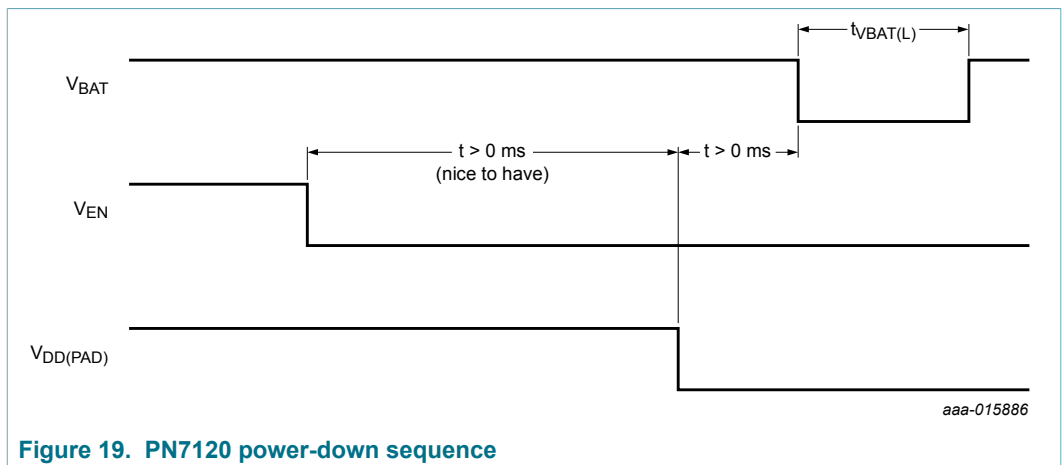 tVBAT(L)
VBAT
t > 0 ms
(nice to have)
t > 0 ms
VEN
VDD(PAD)
aaa-015886
Figure 19. PN7120 power-down sequence